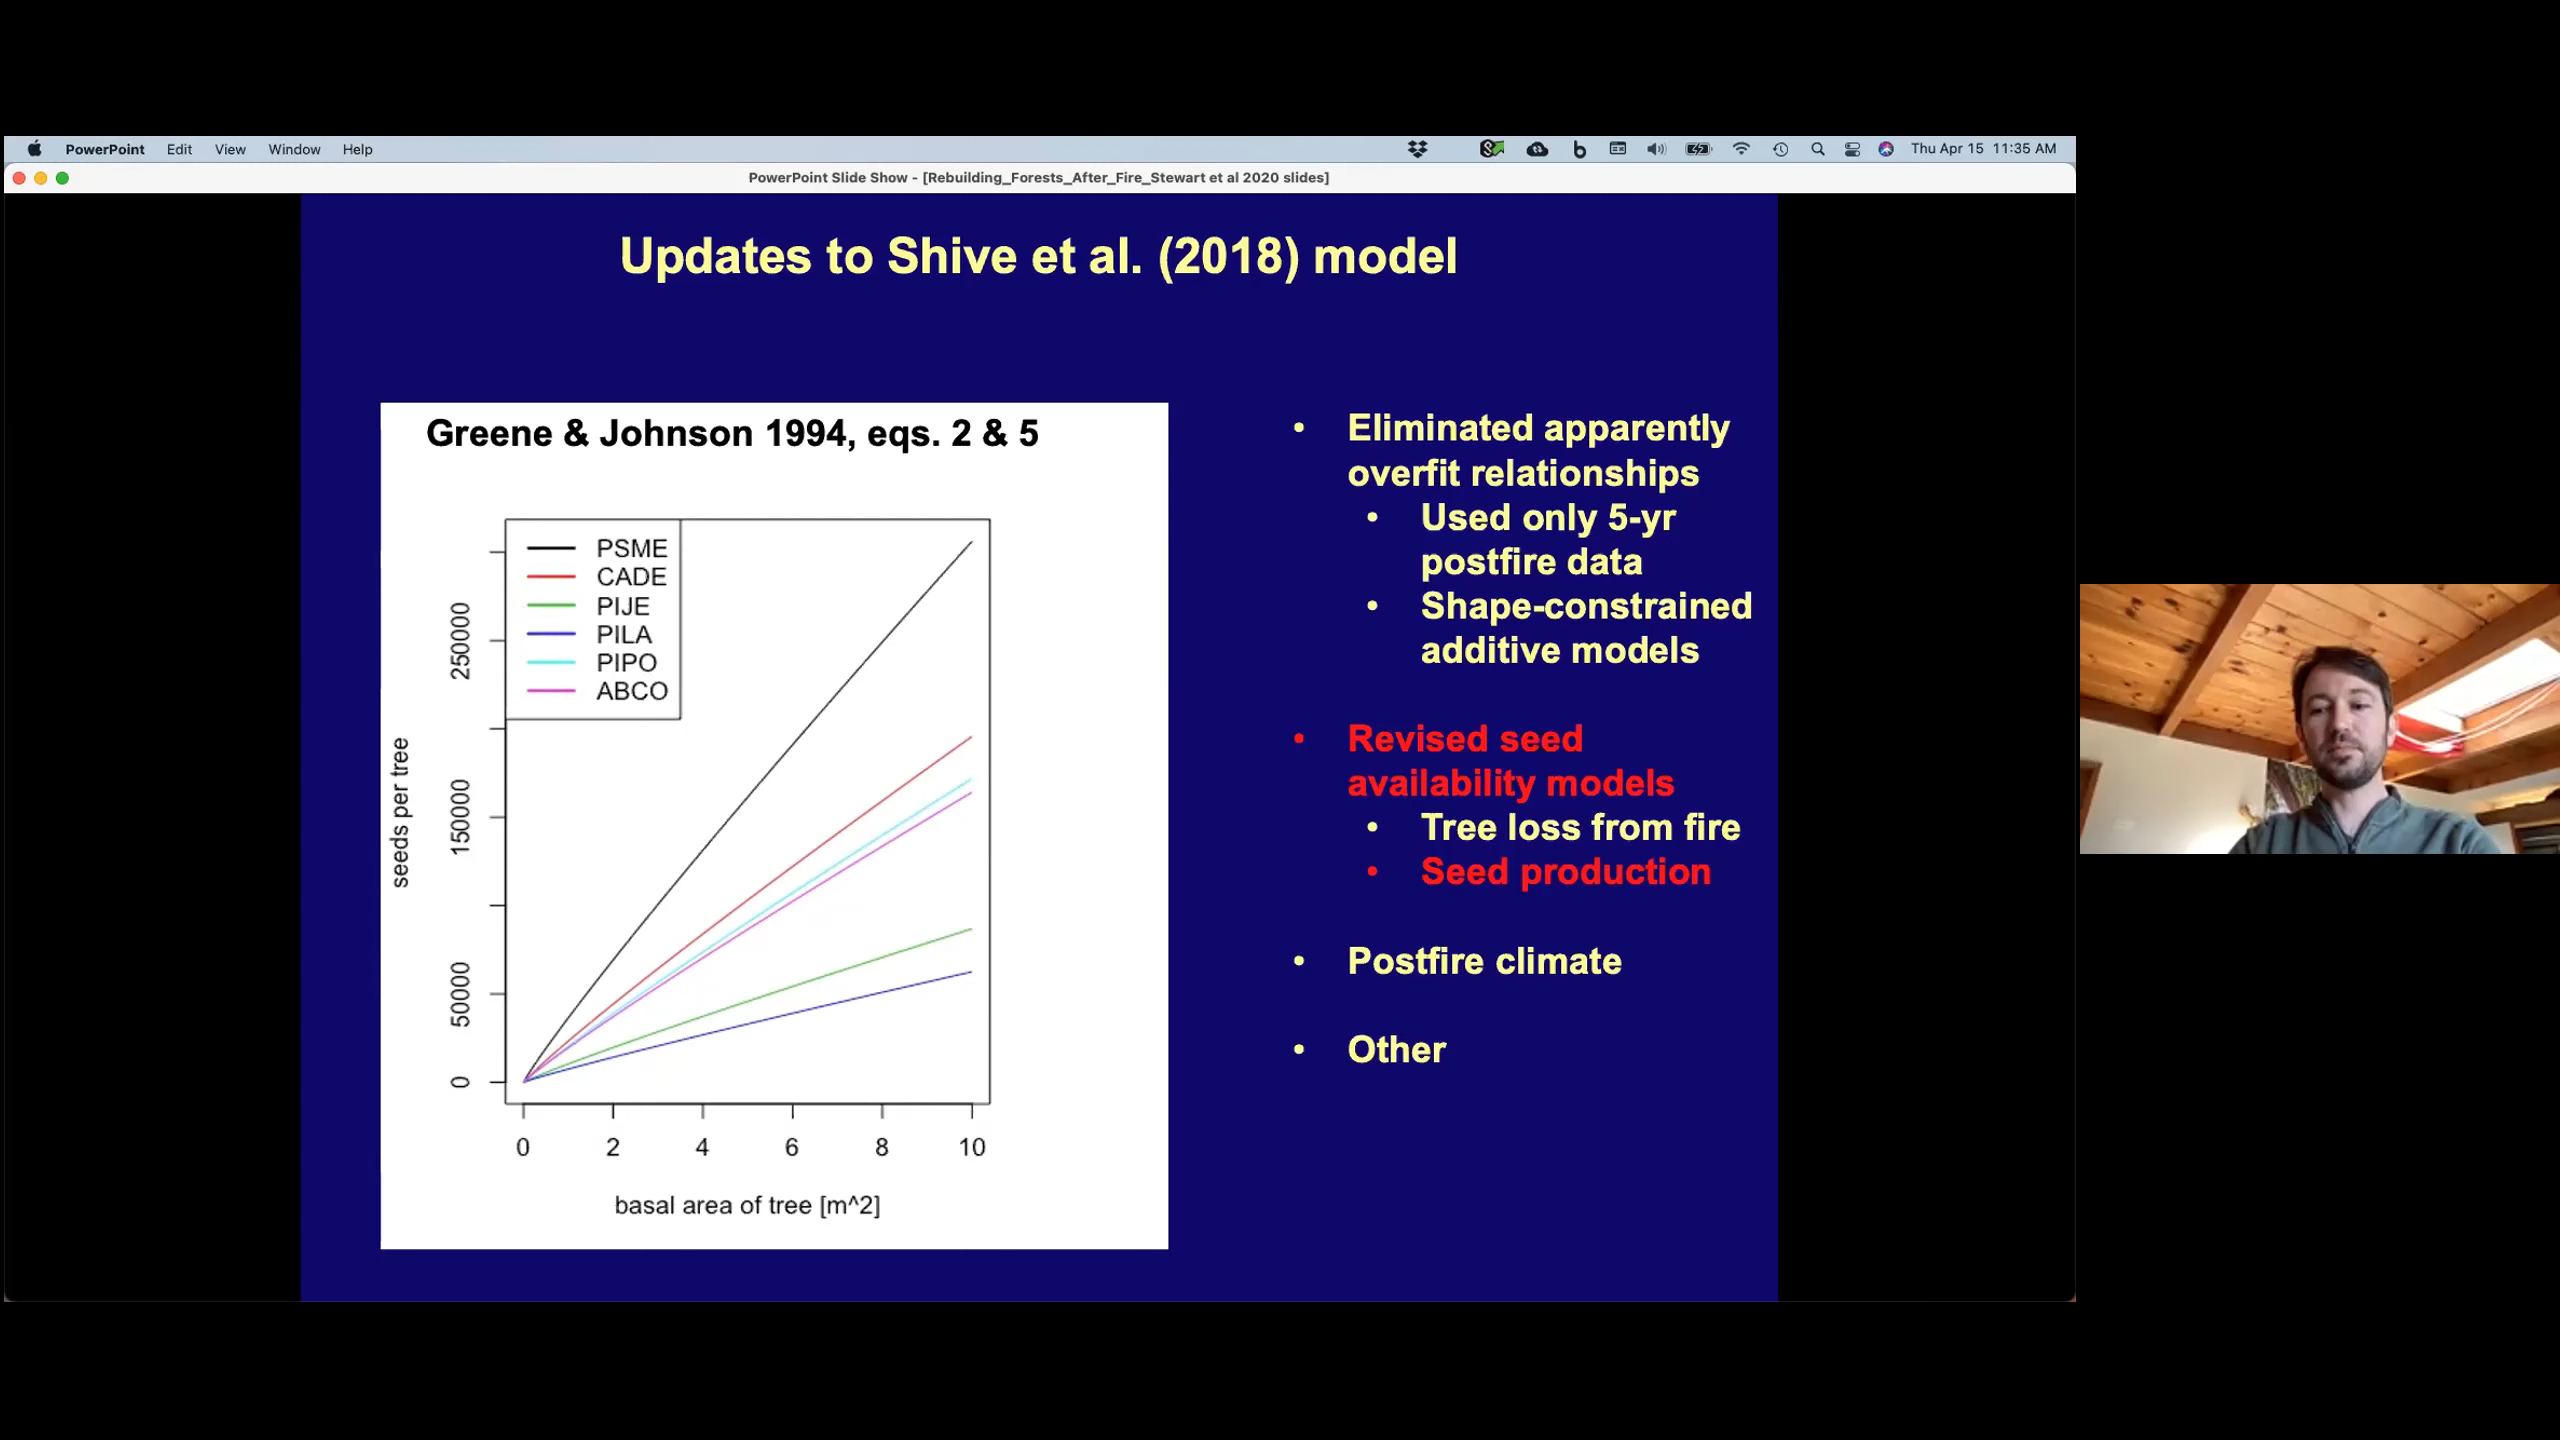 PowerPoint Edit View Window Help
Thu Apr 15 11:35 AM
PowerPoint Slide Show - [Rebuilding_Forests_After_Fire_Stewart et al 2020 slides]
Updates to Shive et al. (2018) model
Greene & Johnson 1994, eqs. 2 & 5
PSME
CADE
PIJE
PILA
PIPO
ABCO
seeds per tree
250000
150000
50000
0
0 2 4 6 8 10
basal area of tree [m^2]
• Eliminated apparently
overfit relationships
• Used only 5-yr
postfire data
• Shape-constrained
additive models
• Revised seed
availability models
• Tree loss from fire
• Seed production
• Postfire climate
• Other